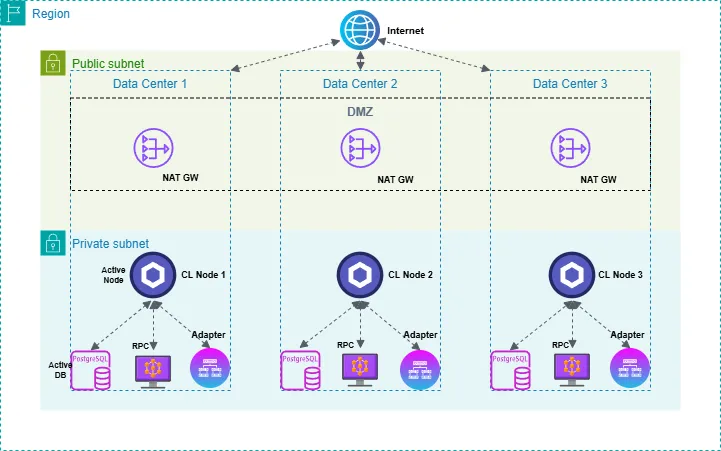 Region
Internet
Public subnet
Data Center 1
Data Center 2
Data Center 3
DMZ
NAT GW
NAT GW
NAT GW
Private subnet
Active
Node
CL Node 1
CL Node 2
CL Node 3
Active
DB
PostgreSQL
RPC
Adapter
PostgreSQL
RPC
Adapter
PostgreSQL
RPC
Adapter